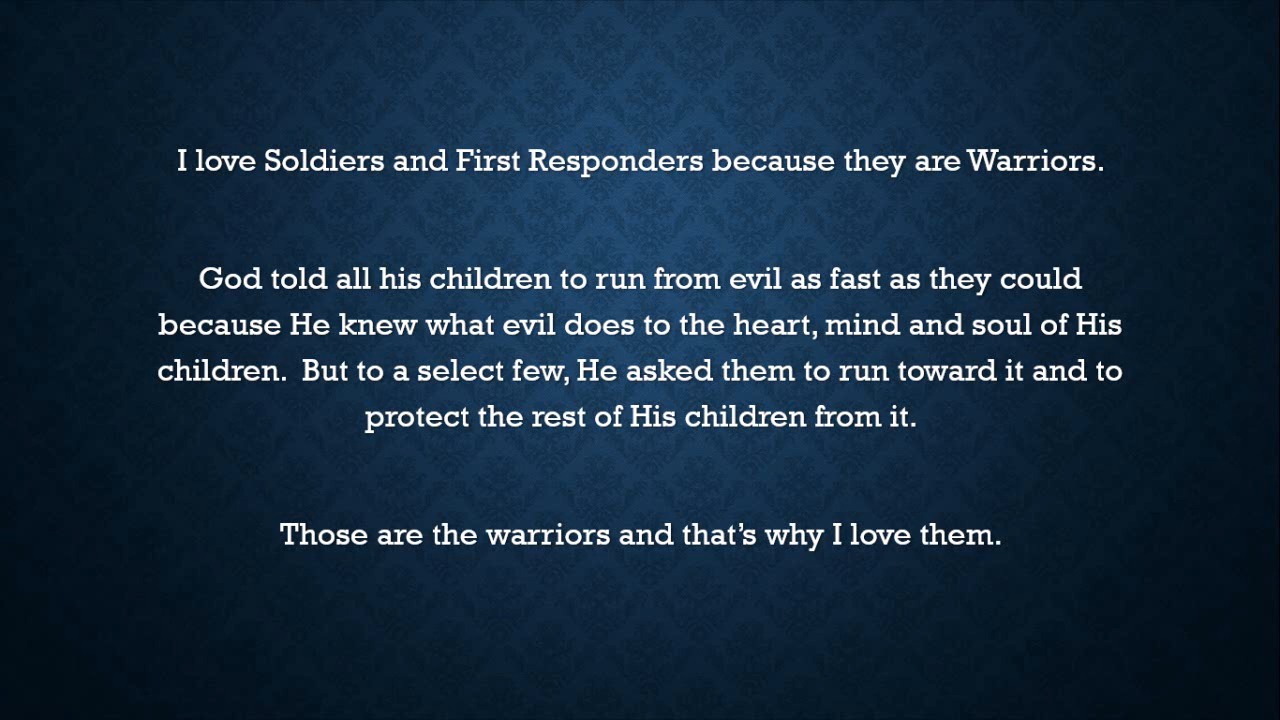 I love Soldiers and First Responders because they are Warriors.
God told all his children to run from evil as fast as they could
because He knew what evil does to the heart, mind and soul of His
children.  But to a select few, He asked them to run toward it and to
protect the rest of His children from it.
Those are the warriors and that’s why I love them.